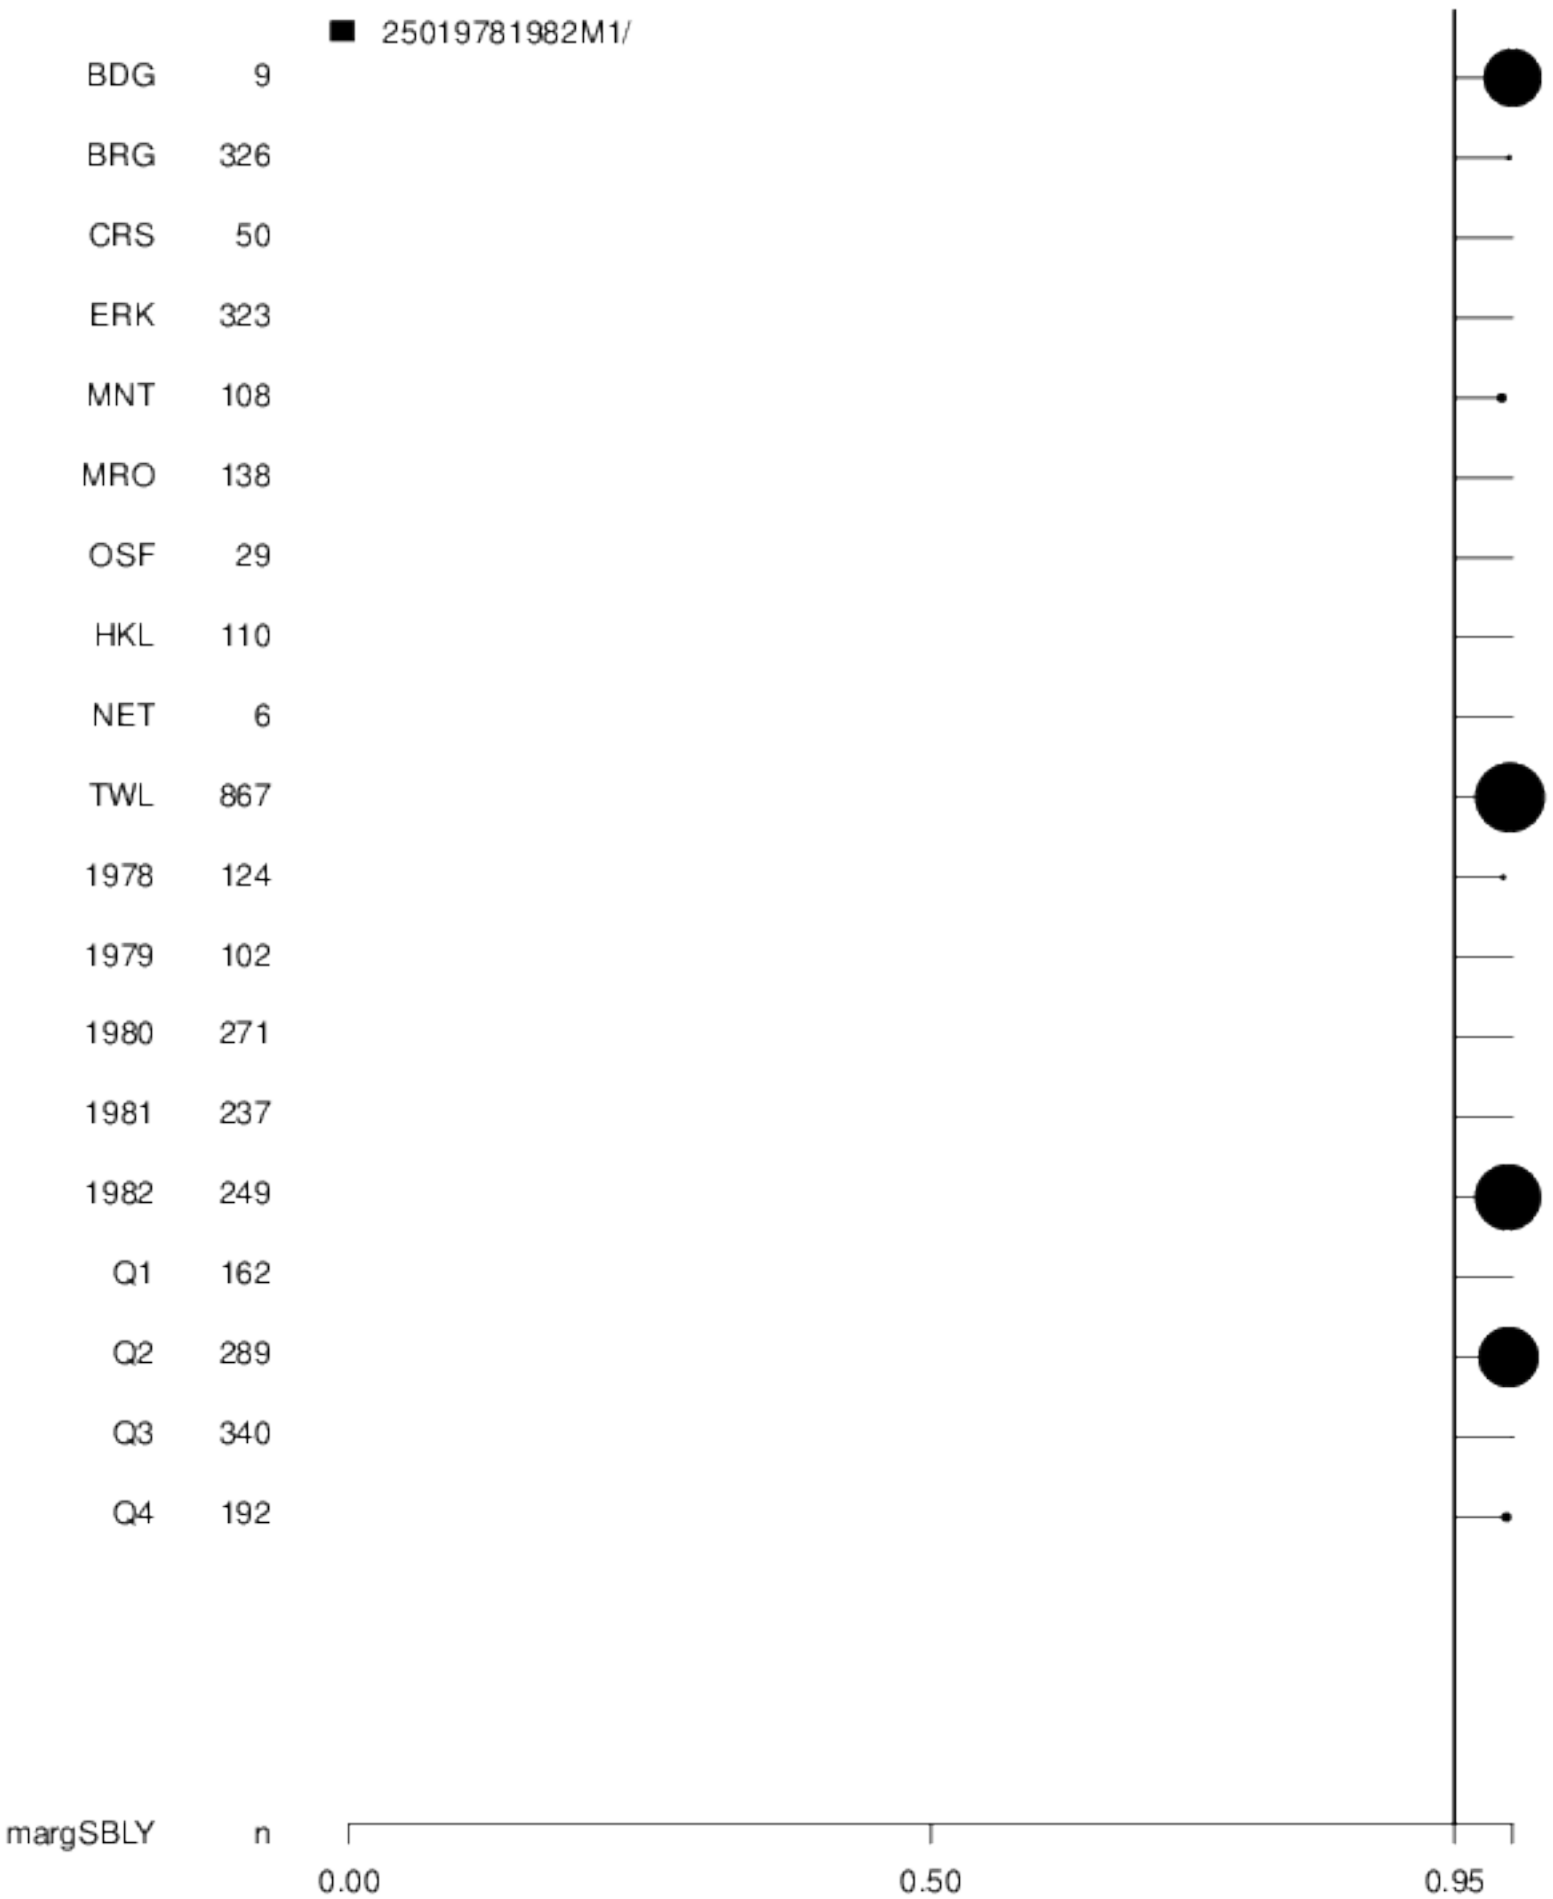 25019781982M1/
BDG 9
BRG 326
CRS 50
ERK 323
MNT 108
MRO 138
OSF 29
HKL 110
NET 6
TWL 867
1978 124
1979 102
1980 271
1981 237
1982 249
Q1 162
Q2 289
Q3 340
Q4 192
margSBLY n
0.00 0.50 0.95